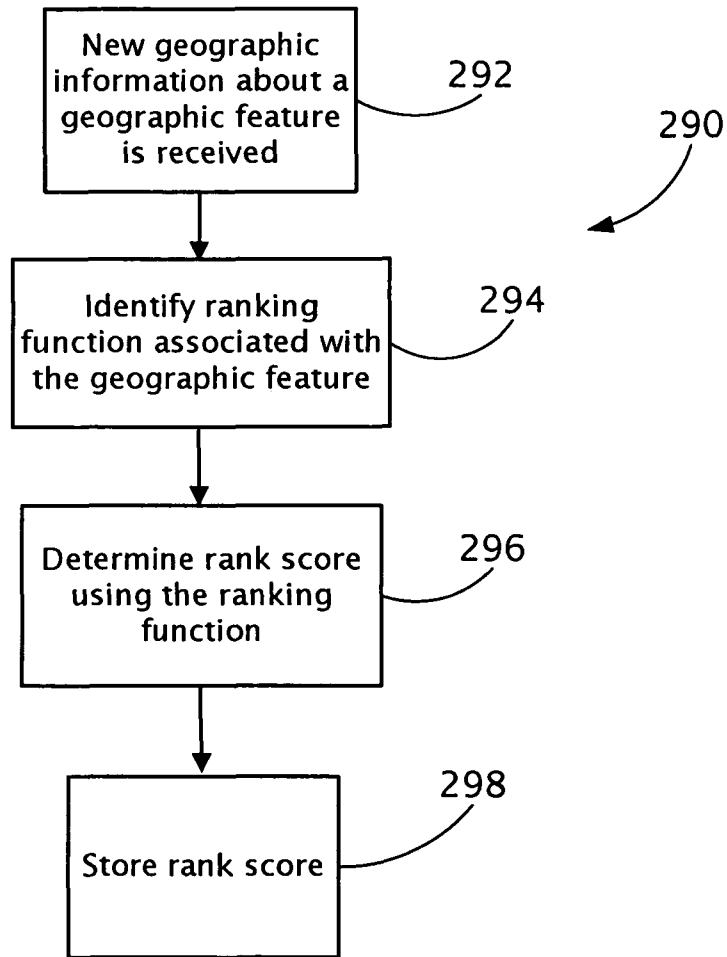 New geographic
information about a
geographic feature
is received
292
290
Identify ranking
function associated with
the geographic feature
294
Determine rank score
using the ranking
function
296
Store rank score
298